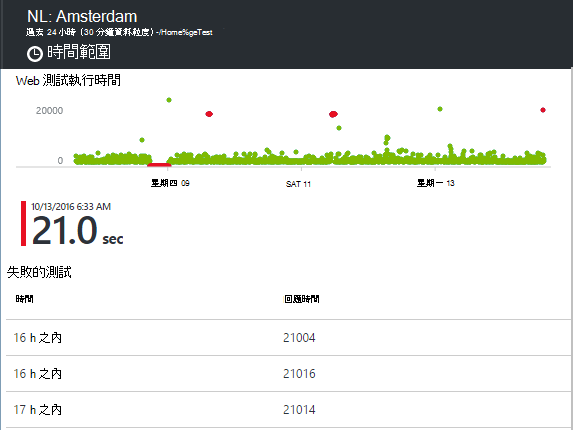 NL: Amsterdam
過去 24 小時 (30 分鐘資料粒度) -/Home%geTest
時間範圍
Web 測試執行時間
20000
0
星期四 09
SAT 11
星期一 13
10/13/2016 6:33 AM
21.0 sec
失敗的測試
時間 回應時間
16 h 之內 21004
16 h 之內 21016
17 h 之內 21014